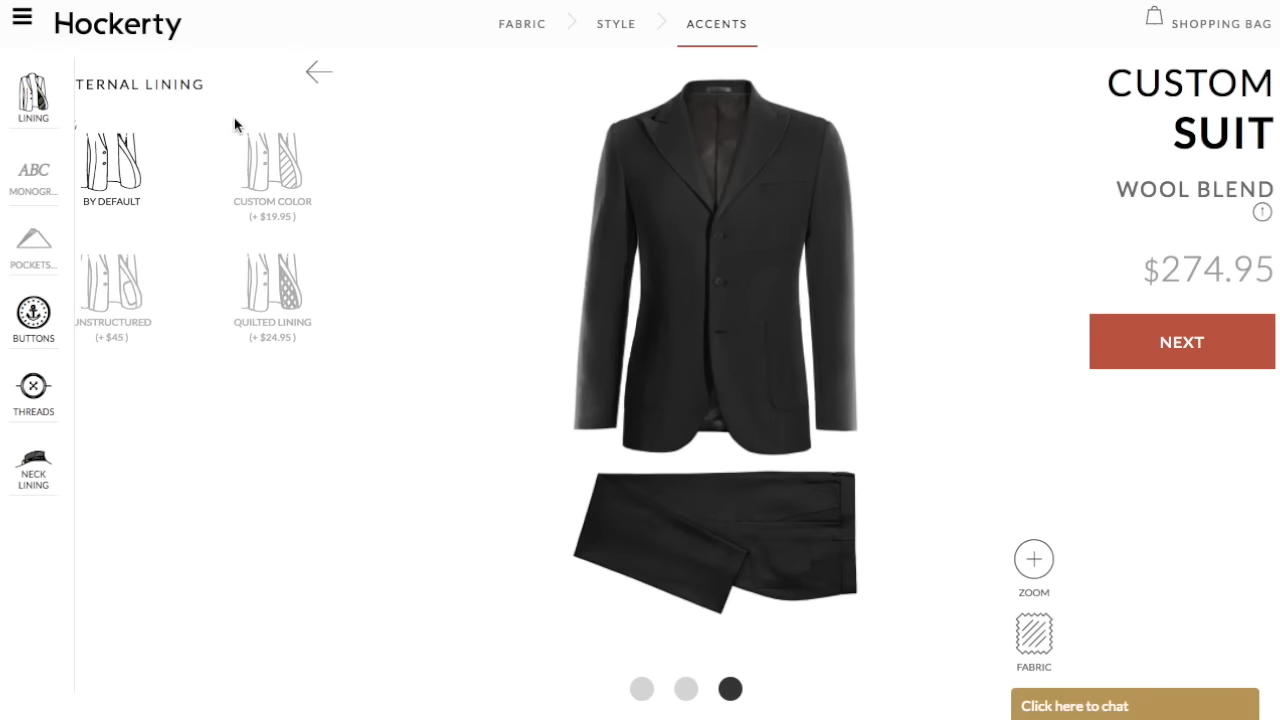 Hockerty
FABRIC
STYLE
ACCENTS
SHOPPING BAG
TERNAL LINING
LINING
ABC
MONOGR...
POCKETS...
BUTTONS
THREADS
NECK
LINING
BY DEFAULT
CUSTOM COLOR
(+ $19.95 )
UNSTRUCTURED
(+ $45 )
QUILTED LINING
(+ $24.95 )
CUSTOM
SUIT
WOOL BLEND
$274.95
NEXT
ZOOM
FABRIC
Click here to chat